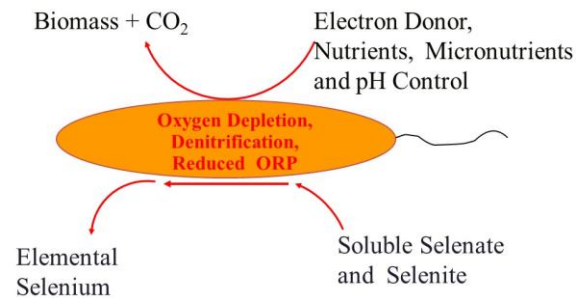 Biomass + CO₂
Electron Donor,
Nutrients, Micronutrients
and pH Control
Oxygen Depletion,
Denitrification,
Reduced ORP
Elemental
Selenium
Soluble Selenate
and Selenite